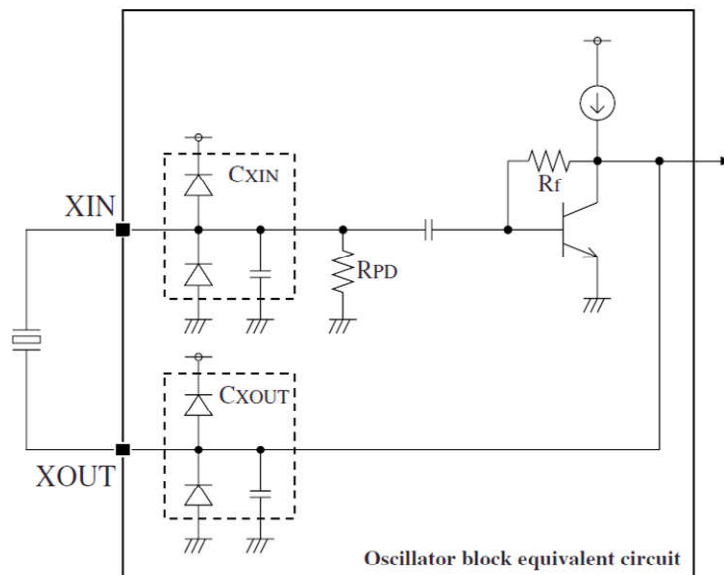 CXIN
XIN
Rf
RPD
CXOUT
XOUT
Oscillator block equivalent circuit